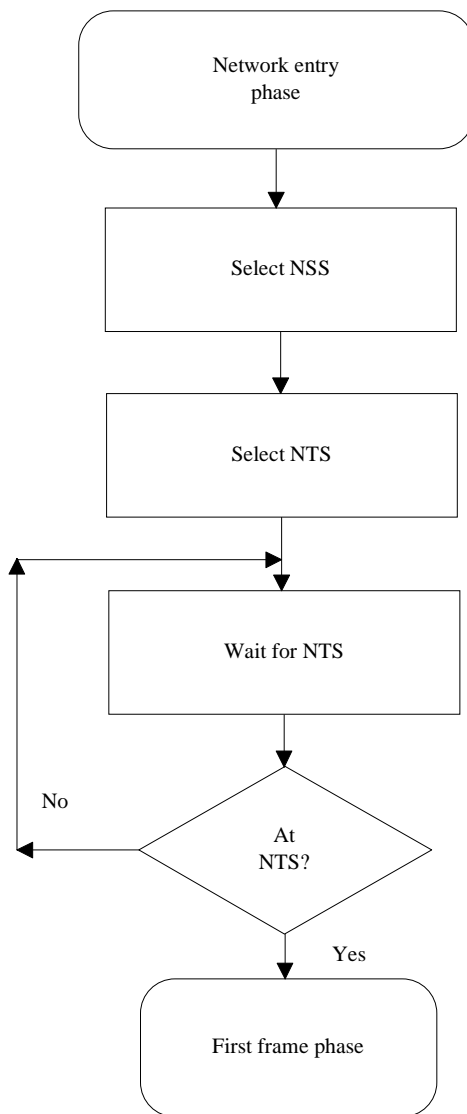 Network entry
phase
Select NSS
Select NTS
Wait for NTS
No
At
NTS?
Yes
First frame phase